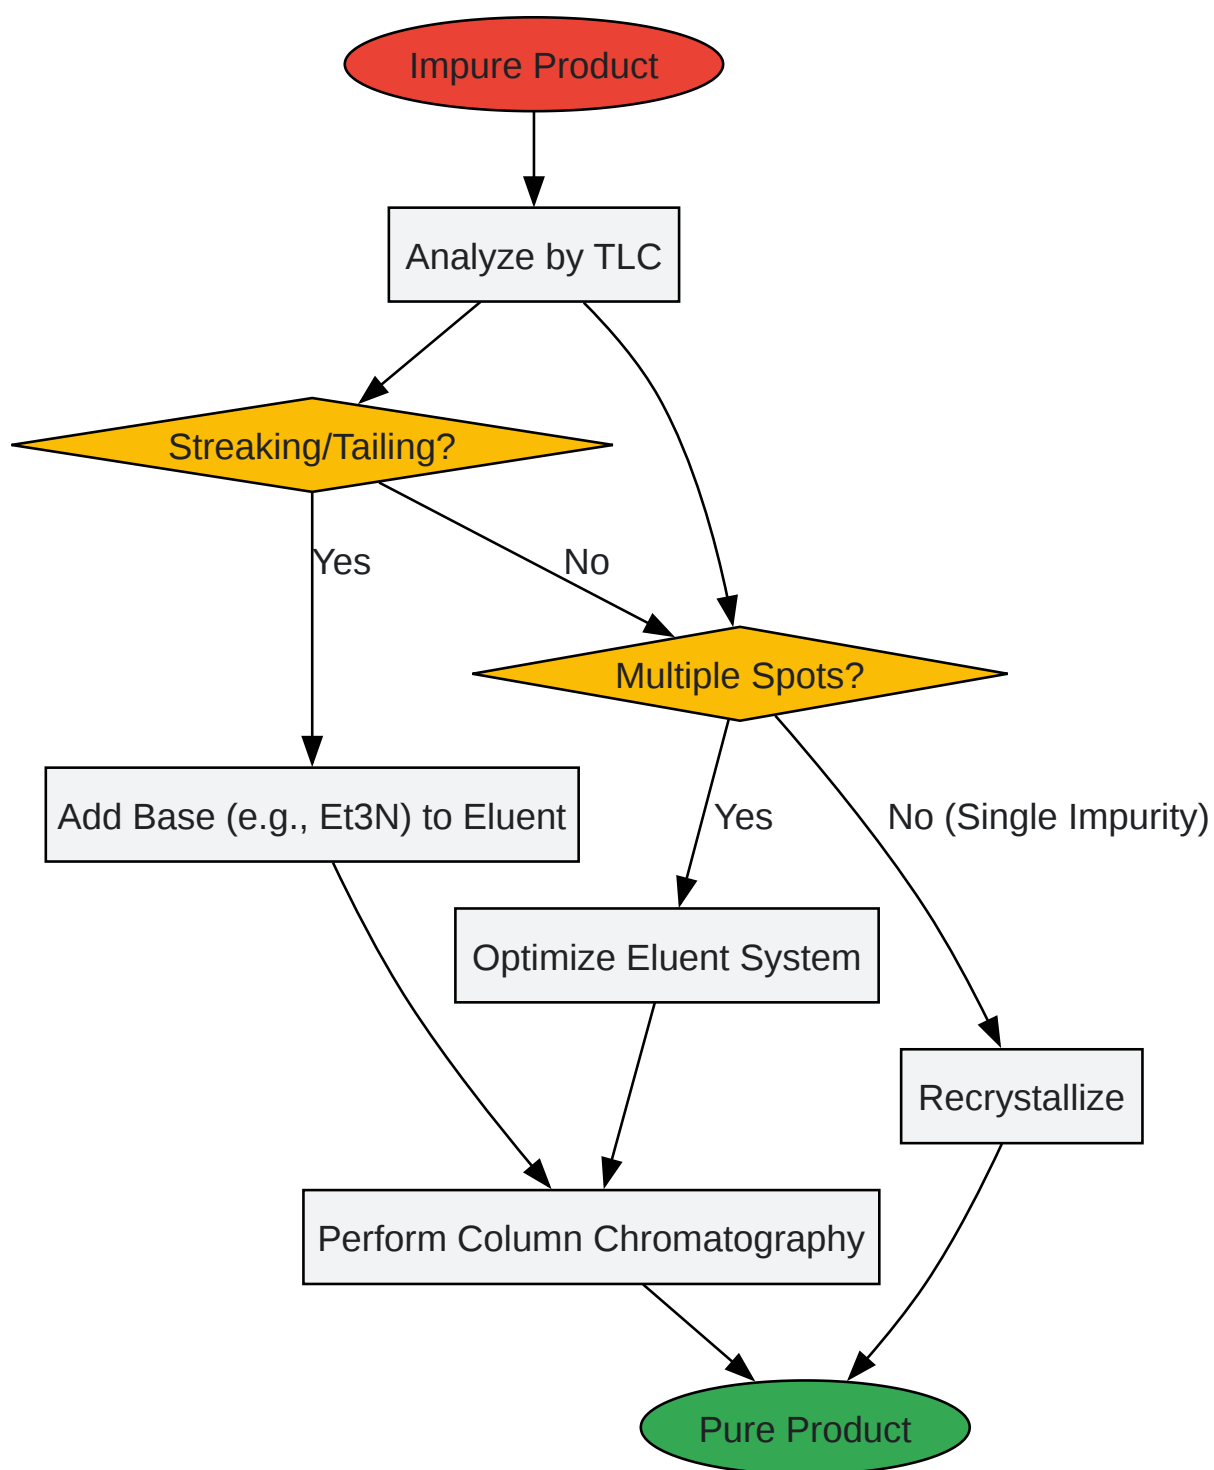 Impure Product
Analyze by TLC
Streaking/Tailing?
Yes
No
Multiple Spots?
Add Base (e.g., Et3N) to Eluent
Yes
No (Single Impurity)
Optimize Eluent System
Recrystallize
Perform Column Chromatography
Pure Product